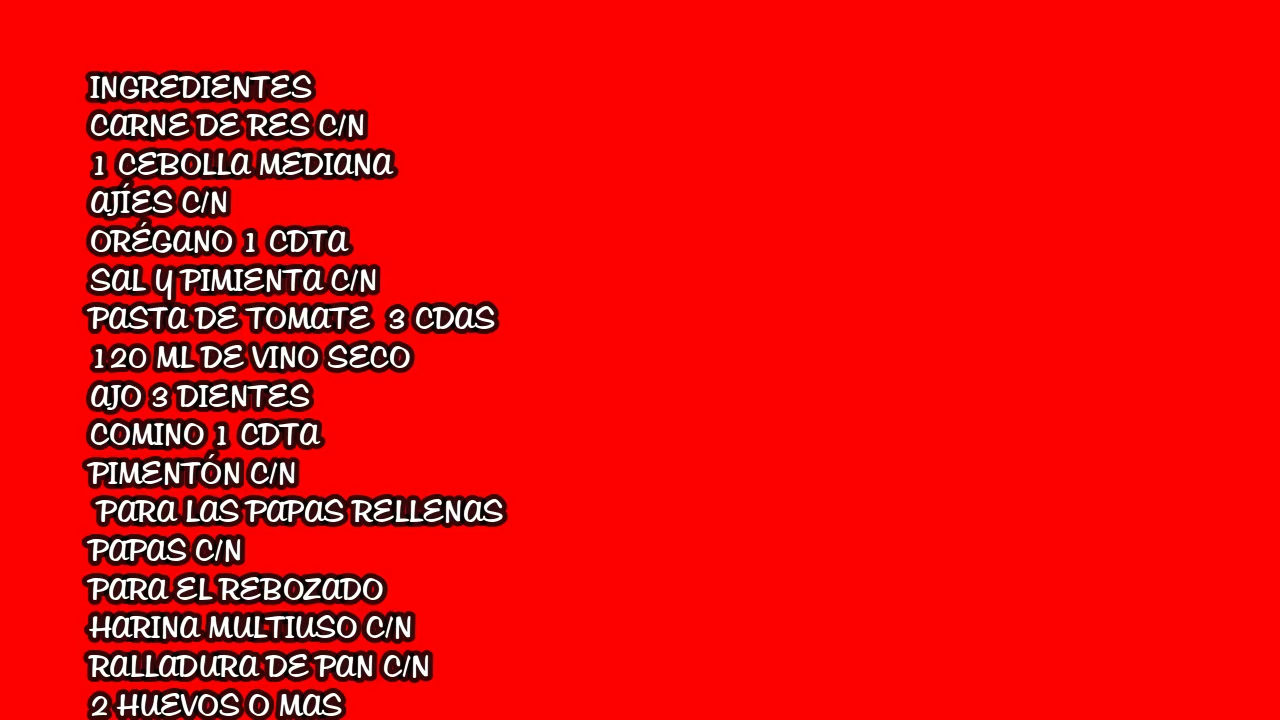 INGREDIENTES
CARNE DE RES C/N
1 CEBOLLA MEDIANA
AJÍES C/N
ORÉGANO 1 CDTA
SAL Y PIMIENTA C/N
PASTA DE TOMATE 3 CDAS
120 ML DE VINO SECO
AJO 3 DIENTES
COMINO 1 CDTA
PIMENTÓN C/N
PARA LAS PAPAS RELLENAS
PAPAS C/N
PARA EL REBOZADO
HARINA MULTIUSO C/N
RALLADURA DE PAN C/N
2 HUEVOS O MAS